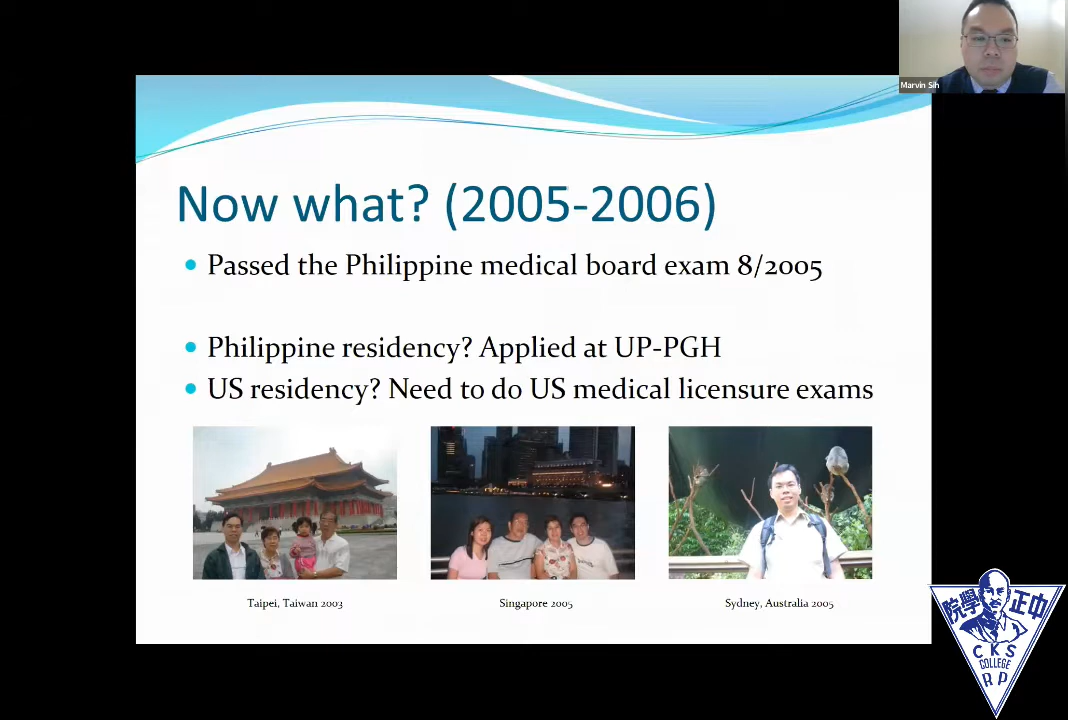 Marvin Sih
Now what? (2005-2006)
Passed the Philippine medical board exam 8/2005
Philippine residency? Applied at UP-PGH
US residency? Need to do US medical licensure exams
Taipei, Taiwan 2003
Singapore 2005
Sydney, Australia 2005
院學 正中
CKS
COLLEGE
RP